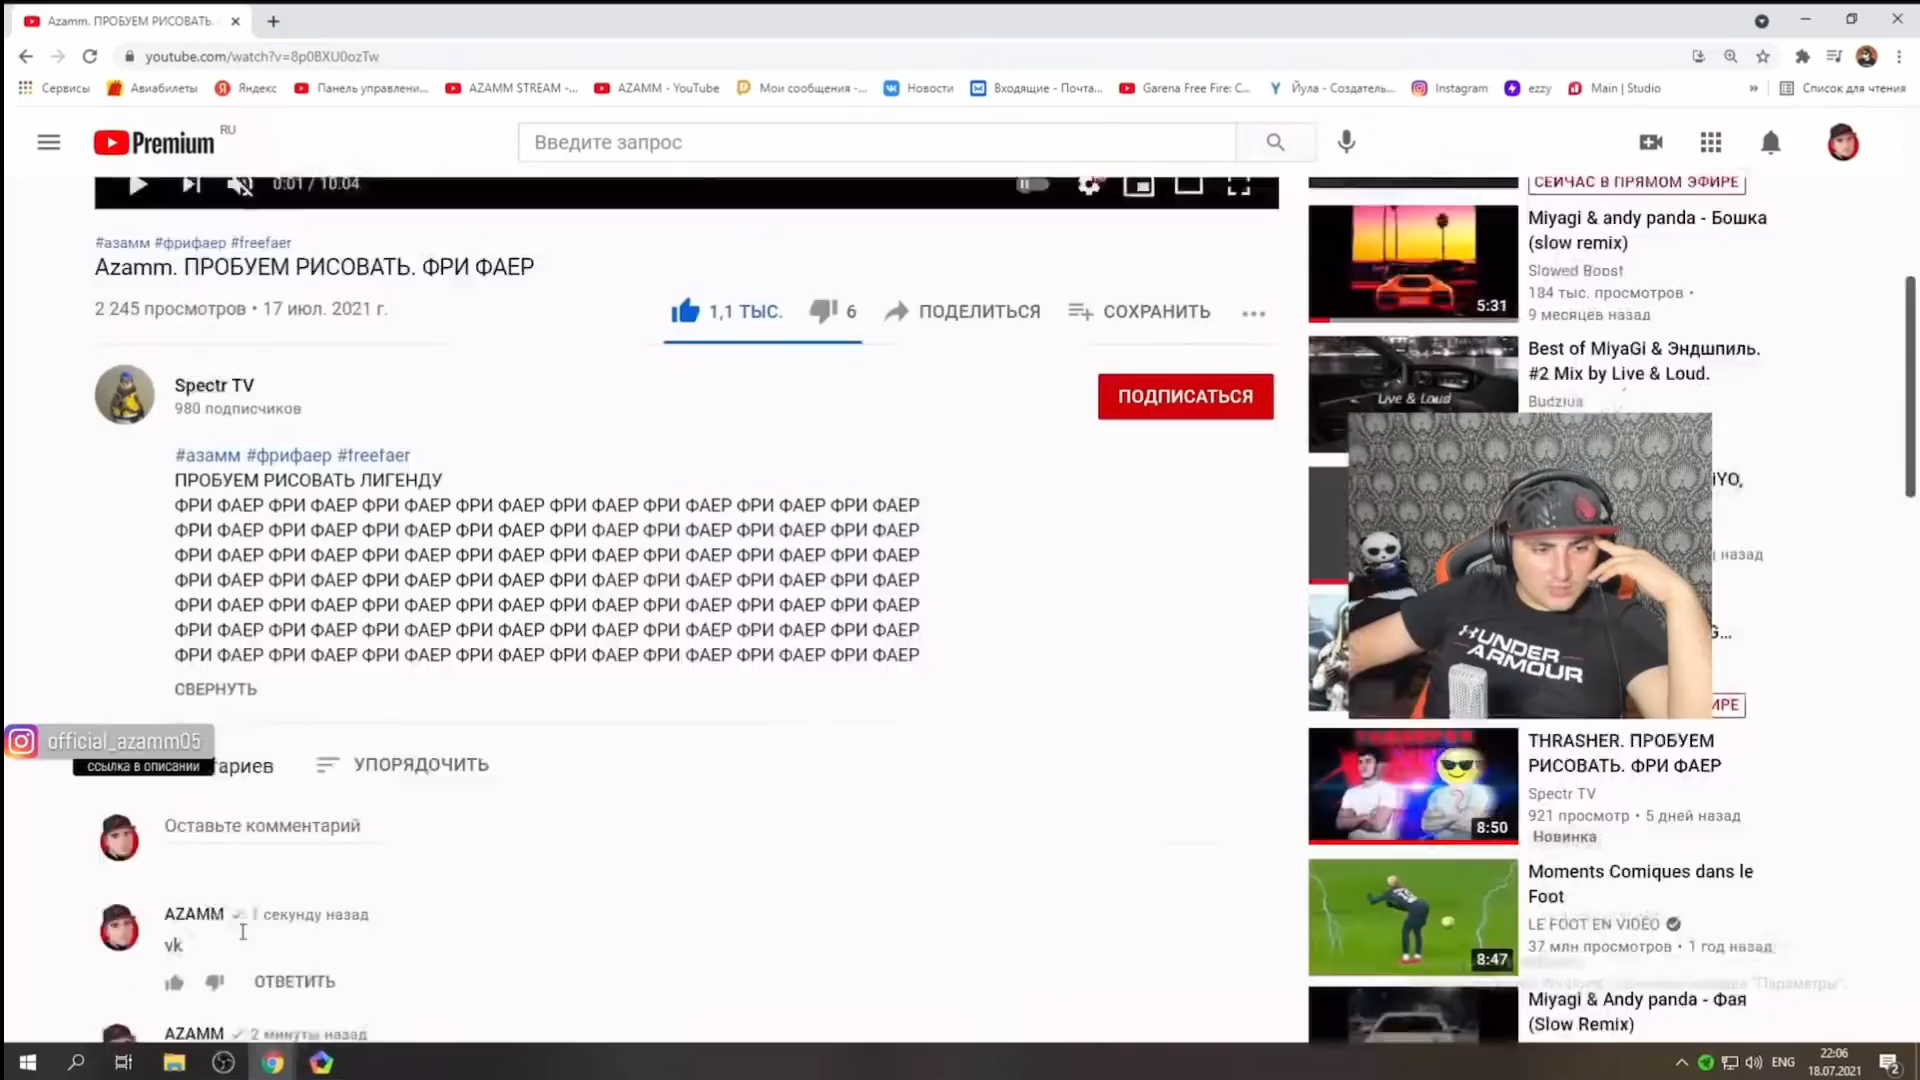 Azamm. ПРОБУЕМ РИСОВАТЬ.
youtube.com/watch?v=8p0BXU0ozTw
Сервисы
Авиабилеты
Яндекс
Панель управлени...
AZAMM STREAM -...
AZAMM - YouTube
Мои сообщения -...
Новости
Входящие - Почта...
Garena Free Fire: С...
Йула - Создатель...
Instagram
ezzy
Main | Studio
»
Список для чтения
Premium RU
Введите запрос
0:01 / 10:04
СЕЙЧАС В ПРЯМОМ ЭФИРЕ
#азамм #фрифаер #freefaer
Azamm. ПРОБУЕМ РИСОВАТЬ. ФРИ ФАЕР
2 245 просмотров • 17 июл. 2021 г.
1,1 ТЫС.
6
ПОДЕЛИТЬСЯ
СОХРАНИТЬ
Spectr TV
980 подписчиков
ПОДПИСАТЬСЯ
#азамм #фрифаер #freefaer
ПРОБУЕМ РИСОВАТЬ ЛИГЕНДУ
ФРИ ФАЕР ФРИ ФАЕР ФРИ ФАЕР ФРИ ФАЕР ФРИ ФАЕР ФРИ ФАЕР ФРИ ФАЕР ФРИ ФАЕР
ФРИ ФАЕР ФРИ ФАЕР ФРИ ФАЕР ФРИ ФАЕР ФРИ ФАЕР ФРИ ФАЕР ФРИ ФАЕР ФРИ ФАЕР
ФРИ ФАЕР ФРИ ФАЕР ФРИ ФАЕР ФРИ ФАЕР ФРИ ФАЕР ФРИ ФАЕР ФРИ ФАЕР ФРИ ФАЕР
ФРИ ФАЕР ФРИ ФАЕР ФРИ ФАЕР ФРИ ФАЕР ФРИ ФАЕР ФРИ ФАЕР ФРИ ФАЕР ФРИ ФАЕР
ФРИ ФАЕР ФРИ ФАЕР ФРИ ФАЕР ФРИ ФАЕР ФРИ ФАЕР ФРИ ФАЕР ФРИ ФАЕР ФРИ ФАЕР
ФРИ ФАЕР ФРИ ФАЕР ФРИ ФАЕР ФРИ ФАЕР ФРИ ФАЕР ФРИ ФАЕР ФРИ ФАЕР ФРИ ФАЕР
ФРИ ФАЕР ФРИ ФАЕР ФРИ ФАЕР ФРИ ФАЕР ФРИ ФАЕР ФРИ ФАЕР ФРИ ФАЕР ФРИ ФАЕР
СВЕРНУТЬ
official_azamm05
ссылка в описании
тариев
УПОРЯДОЧИТЬ
Оставьте комментарий
AZAMM 1 секунду назад
vk
ОТВЕТИТЬ
AZAMM 2 минуты назад
Miyagi & andy panda - Бошка
(slow remix)
Slowed Boost
184 тыс. просмотров •
9 месяцев назад
5:31
Best of MiyaGi & Эндшпиль.
#2 Mix by Live & Loud.
Budziua
Live & Loud
IYO,
назад
G...
ИРЕ
UNDER
ARMOUR
THRASHER. ПРОБУЕМ
РИСОВАТЬ. ФРИ ФАЕР
Spectr TV
921 просмотр • 5 дней назад
Новинка
8:50
Moments Comiques dans le
Foot
LE FOOT EN VIDÉO
37 млн просмотров • 1 год назад
8:47
"Параметры".
Miyagi & Andy panda - Фая
(Slow Remix)
ENG
22:06
18.07.2021
2